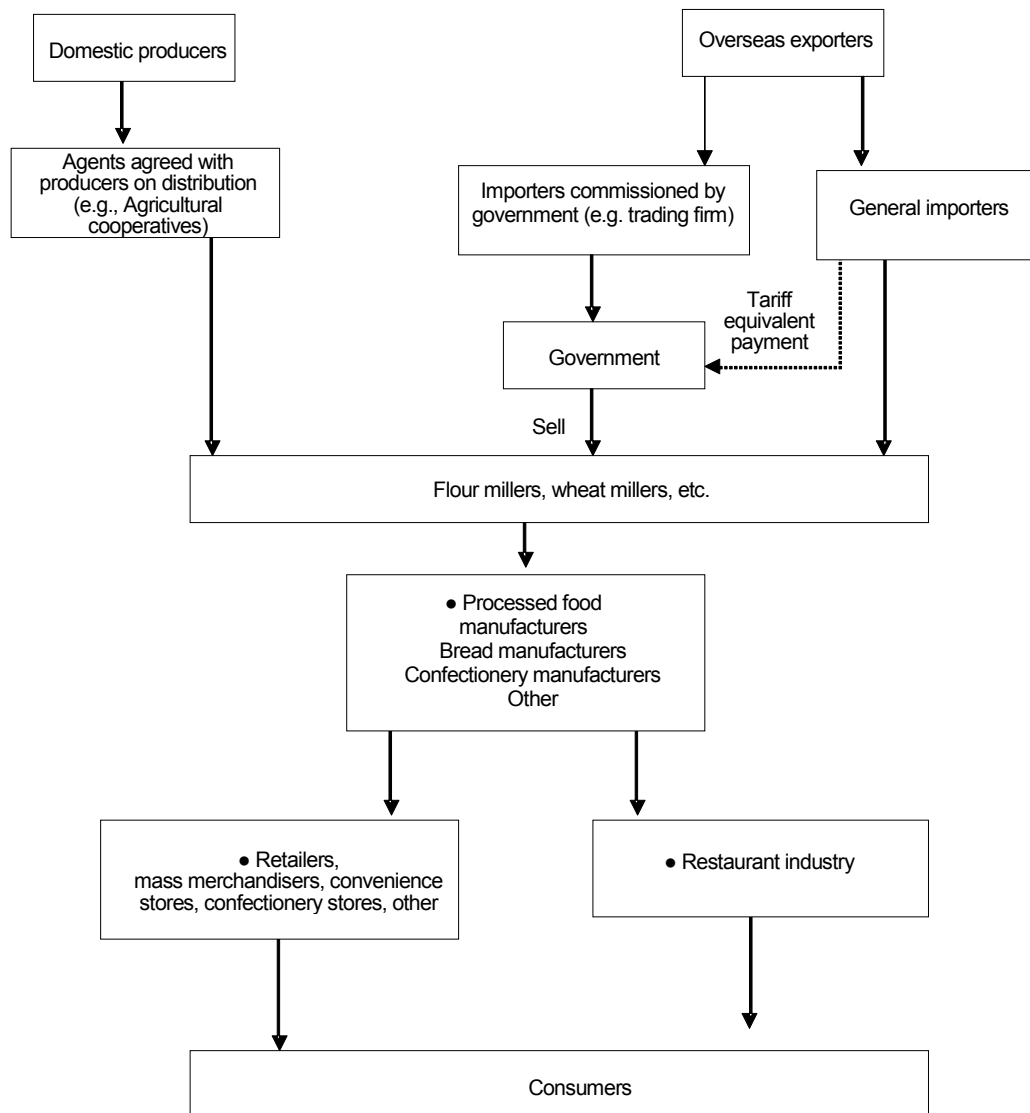 Domestic producers
Overseas exporters
Agents agreed with
producers on distribution
(e.g., Agricultural
cooperatives)
Importers commissioned by
government (e.g. trading firm)
General importers
Tariff
equivalent
payment
Government
Sell
Flour millers, wheat millers, etc.
● Processed food
manufacturers
Bread manufacturers
Confectionery manufacturers
Other
● Retailers,
mass merchandisers, convenience
stores, confectionery stores, other
● Restaurant industry
Consumers